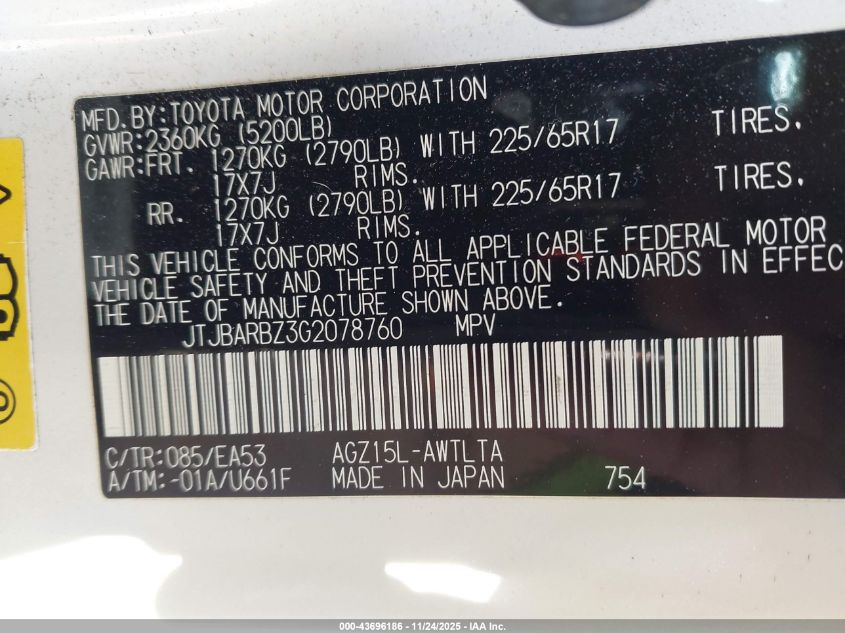 MFD. BY: TOYOTA MOTOR CORPORATION
GVWR: 2360KG (5200LB)
GAWR: FRT. 1270KG (2790LB) WITH 225/65R17 TIRES.
17X7J RIMS.
RR. 1270KG (2790LB) WITH 225/65R17 TIRES.
17X7J RIMS.
THIS VEHICLE CONFORMS TO ALL APPLICABLE FEDERAL MOTOR
VEHICLE SAFETY AND THEFT PREVENTION STANDARDS IN EFFEC
THE DATE OF MANUFACTURE SHOWN ABOVE.
JTJBARBZ3G2078760 MPV
C/TR: 085/EA53 AGZ15L-AWTLTA
A/TM: -01A/U661F MADE IN JAPAN 754
000-43696186 - 11/24/2025 - IAA Inc.